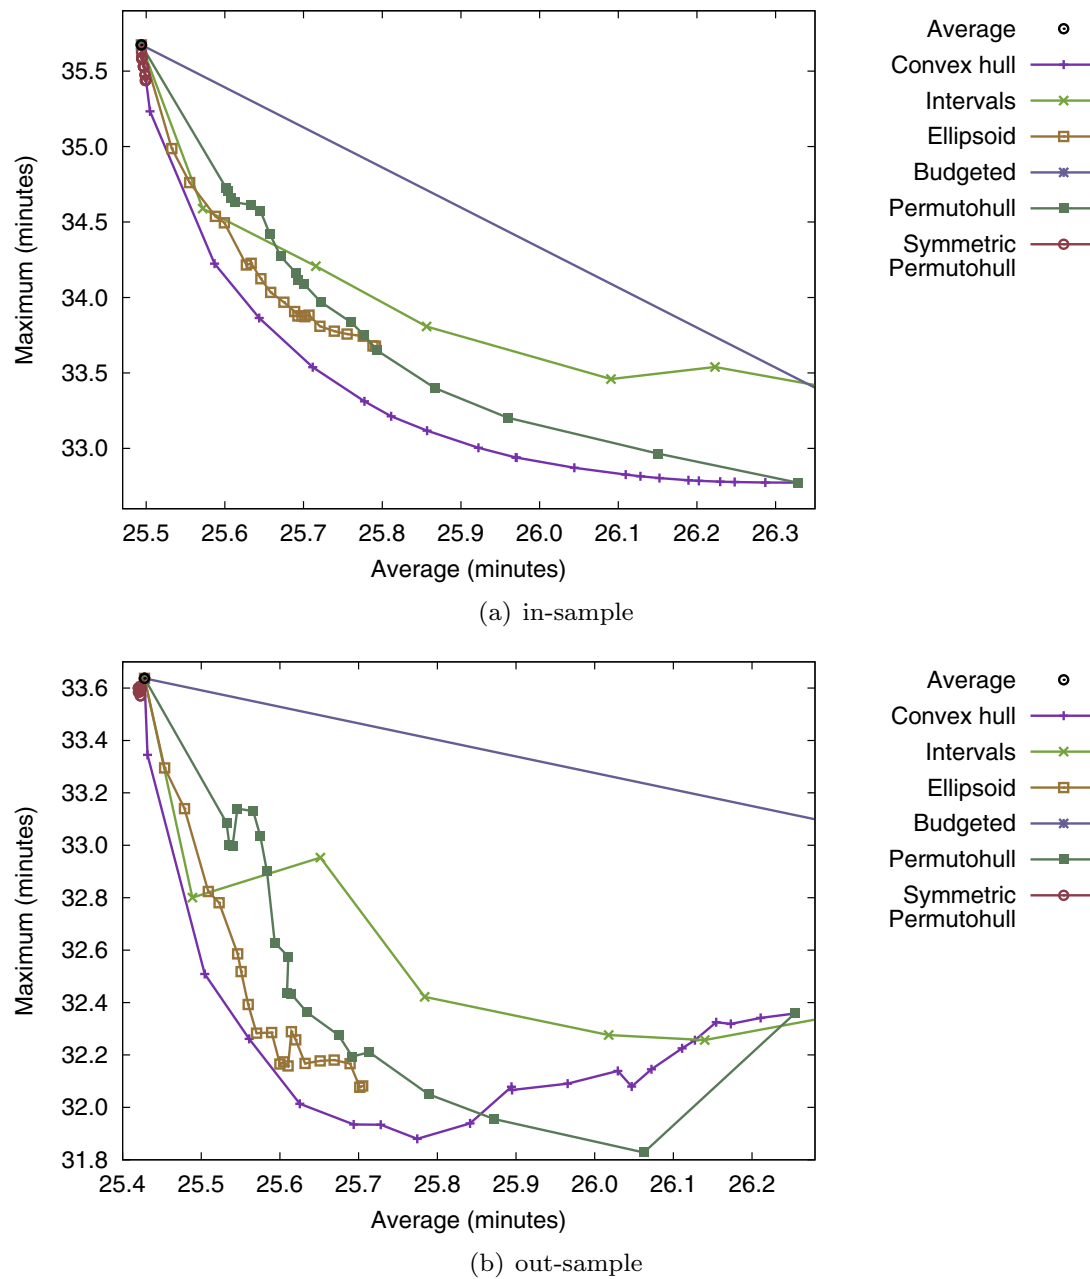 35.5
35.0
34.5
34.0
33.5
33.0
Maximum (minutes)
25.5 25.6 25.7 25.8 25.9 26.0 26.1 26.2 26.3
Average (minutes)
Average
Convex hull
Intervals
Ellipsoid
Budgeted
Permutohull
Symmetric
Permutohull
(a) in-sample
33.6
33.4
33.2
33.0
32.8
32.6
32.4
32.2
32.0
31.8
Maximum (minutes)
25.4 25.5 25.6 25.7 25.8 25.9 26.0 26.1 26.2
Average (minutes)
Average
Convex hull
Intervals
Ellipsoid
Budgeted
Permutohull
Symmetric
Permutohull
(b) out-sample